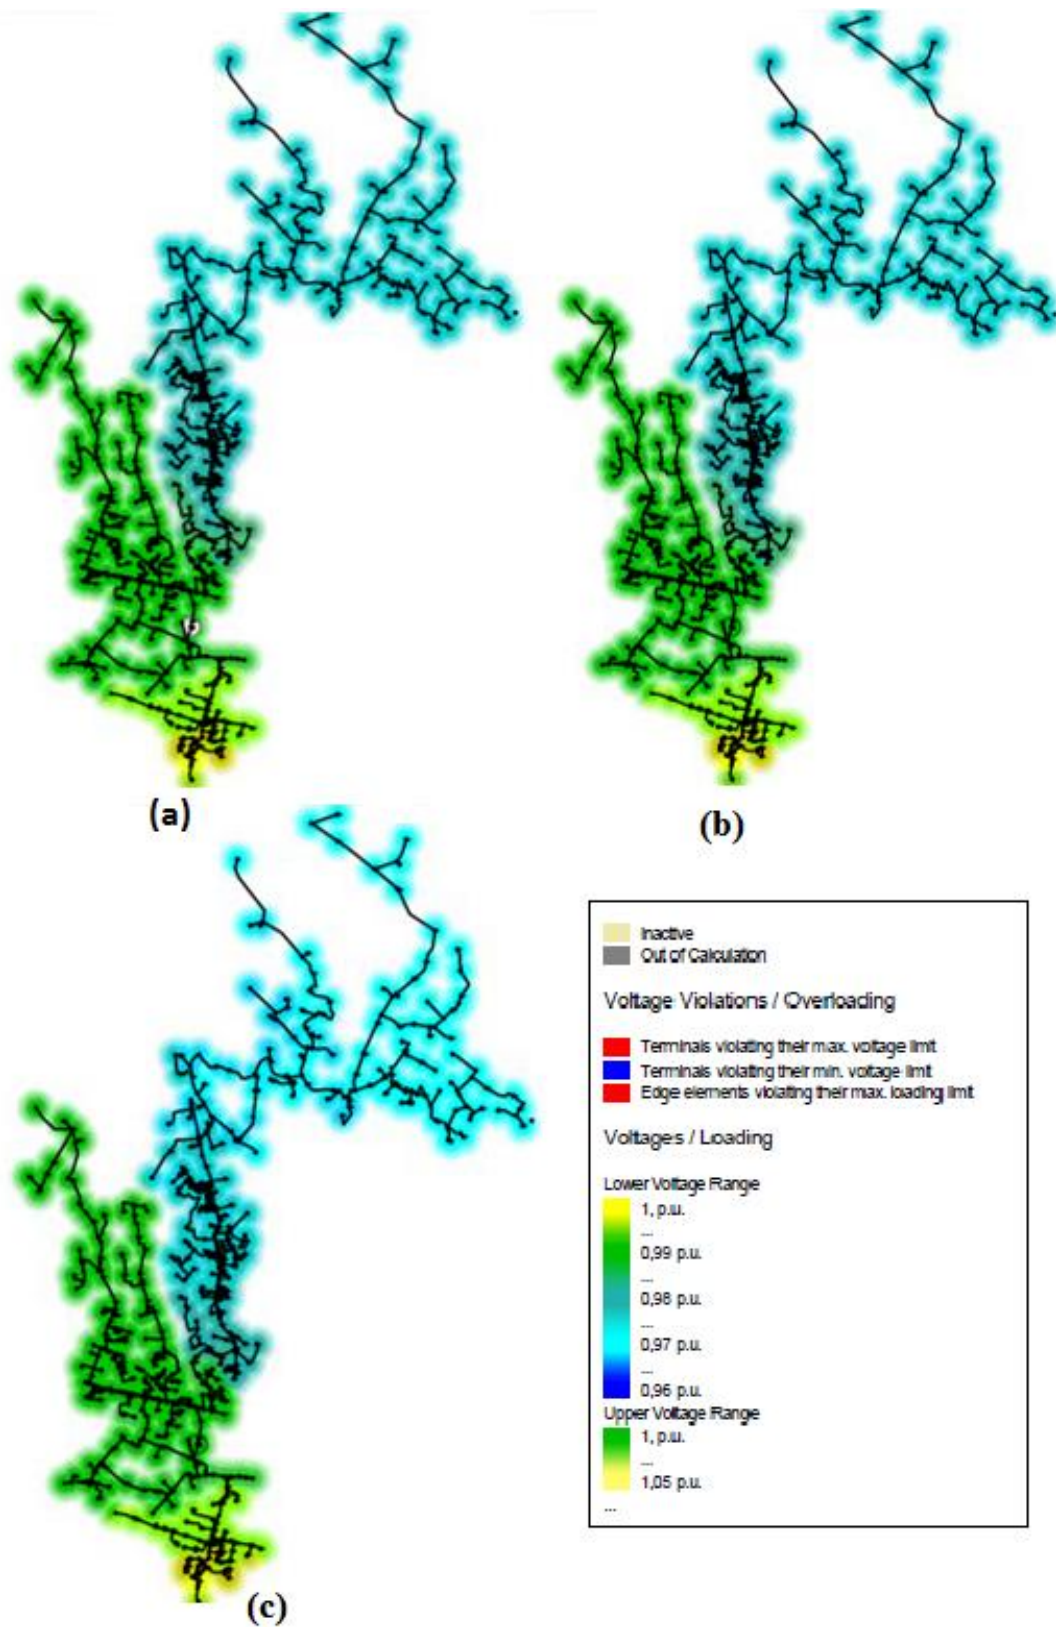 (a)
(b)
(c)
Inactive
Out of Calculation
Voltage Violations / Overloading
Terminals violating their max. voltage limit
Terminals violating their min. voltage limit
Edge elements violating their max. loading limit
Voltages / Loading
Lower Voltage Range
1, p.u.
...
0,99 p.u.
...
0,98 p.u.
...
0,97 p.u.
...
0,96 p.u.
Upper Voltage Range
1, p.u.
...
1,05 p.u.
...